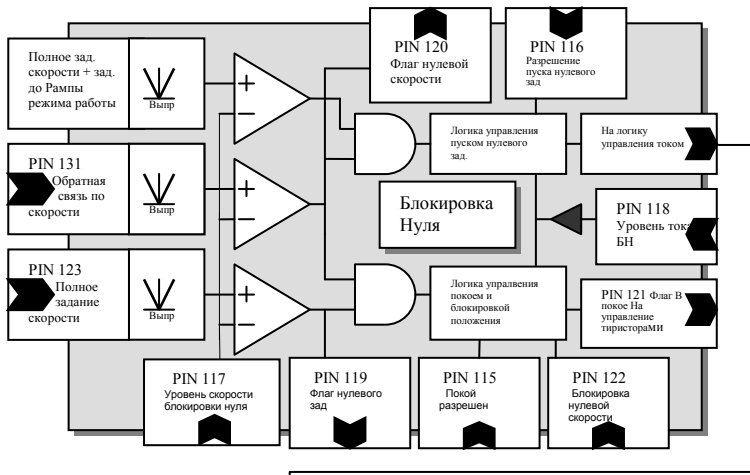 Полное зад.
скорости + зад.
до Рампы
режима работы
Выпр
PIN 120
Флаг нулевой
скорости
PIN 116
Разрешение
пуска нулевого
зад
Логика управления
пуском нулевого
зад.
На логику
управления током
PIN 131
Обратная
связь по
скорости
Выпр
Блокировка
Нуля
PIN 118
Уровень тока
БН
PIN 123
Полное
задание
скорости
Выпр
Логика упралвения
покоем и
блокировкой
положения
PIN 121 Флаг В
покое На
управление
тиристорами
PIN 117
Уровень скорости
блокировки нуля
PIN 119
Флаг нулевого
зад
PIN 115
Покой
разрешен
PIN 122
Блокировка
нулевой
скорости